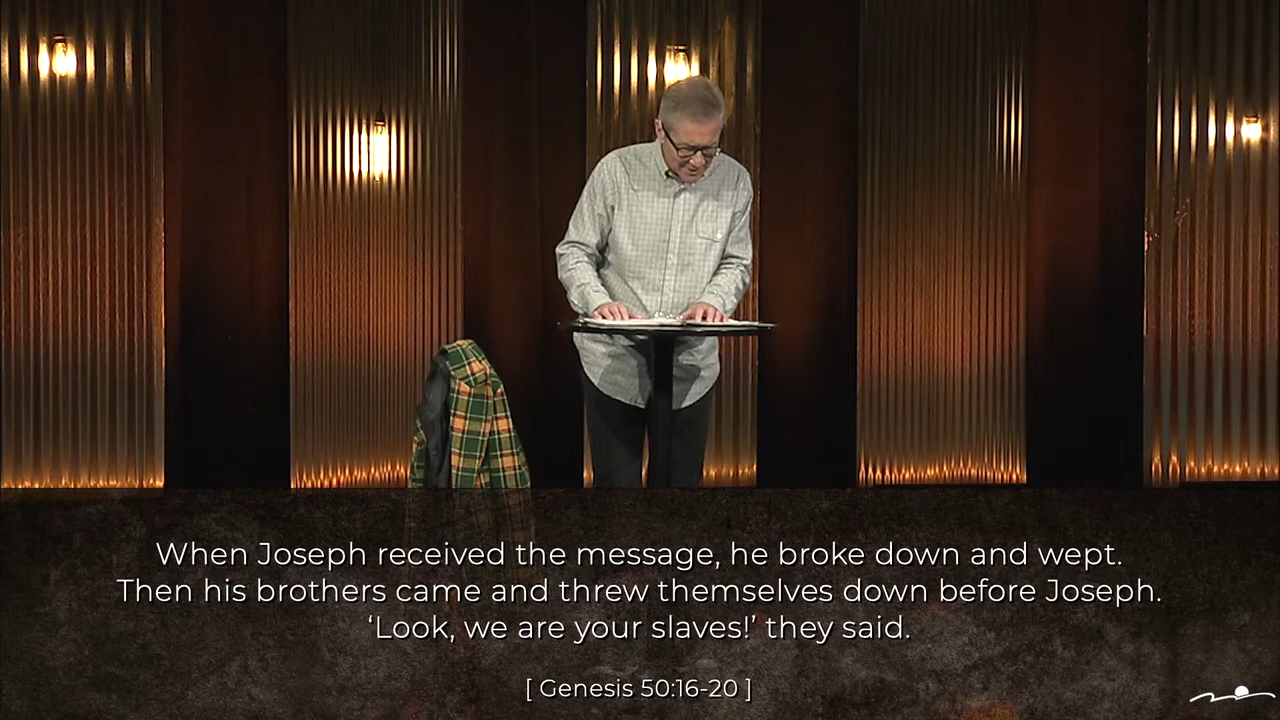 When Joseph received the message, he broke down and wept.
Then his brothers came and threw themselves down before Joseph.
‘Look, we are your slaves!’ they said.
[ Genesis 50:16-20 ]